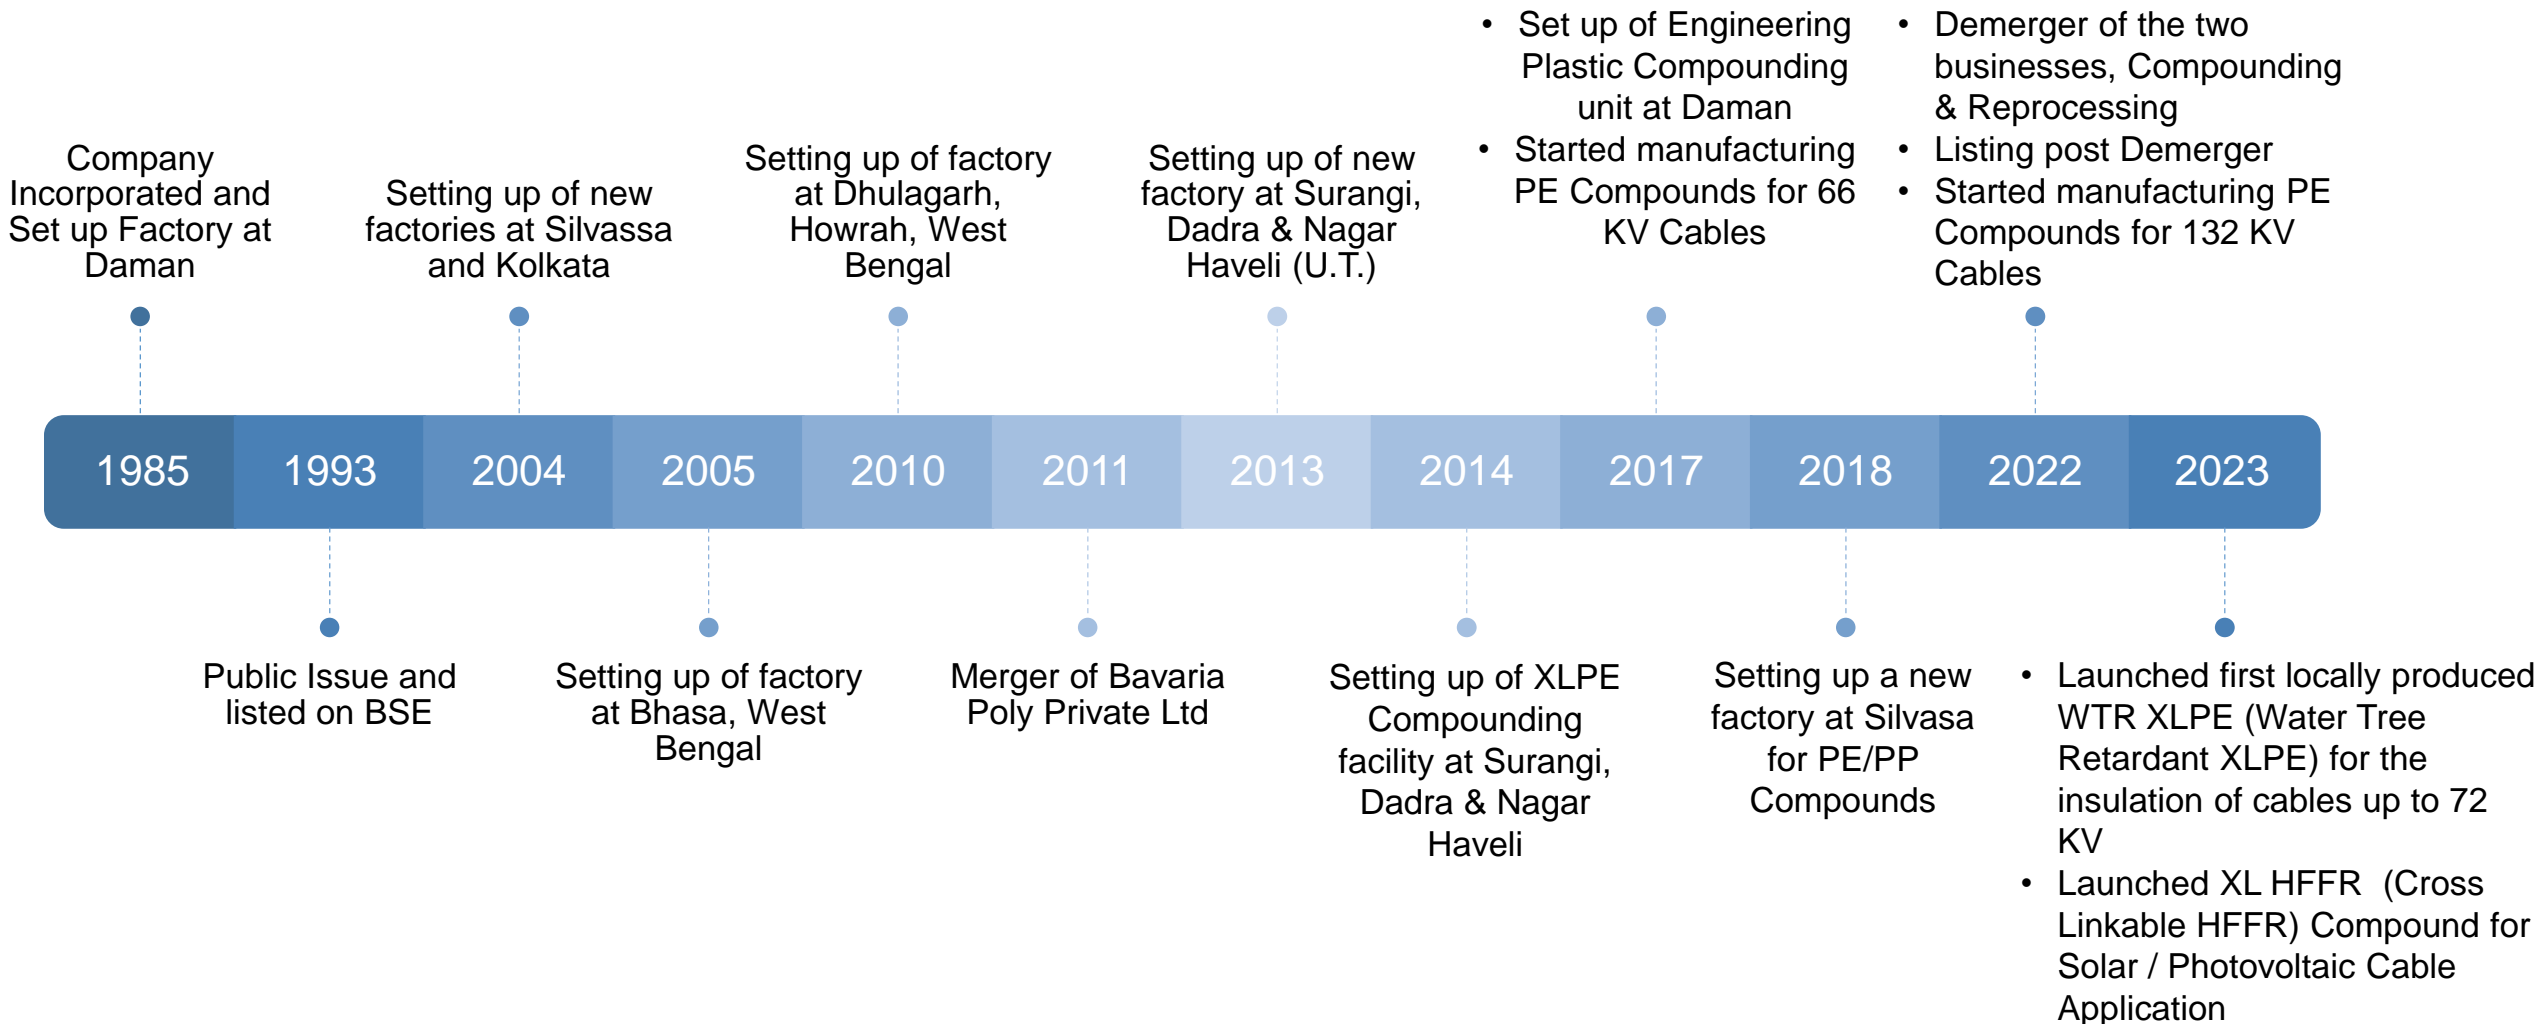 Company
Incorporated and
Set up Factory at
Daman
Setting up of new
factories at Silvassa
and Kolkata
Setting up of factory
at Dhulagarh,
Howrah, West
Bengal
Setting up of new
factory at Surangi,
Dadra & Nagar
Haveli (U.T.)
• Set up of Engineering
Plastic Compounding
unit at Daman
• Started manufacturing
PE Compounds for 66
KV Cables
• Demerger of the two
businesses, Compounding
& Reprocessing
• Listing post Demerger
• Started manufacturing PE
Compounds for 132 KV
Cables
1985 1993 2004 2005 2010 2011 2013 2014 2017 2018 2022 2023
Public Issue and
listed on BSE
Setting up of factory
at Bhasa, West
Bengal
Merger of Bavaria
Poly Private Ltd
Setting up of XLPE
Compounding
facility at Surangi,
Dadra & Nagar
Haveli
Setting up a new
factory at Silvasa
for PE/PP
Compounds
• Launched first locally produced
WTR XLPE (Water Tree
Retardant XLPE) for the
insulation of cables up to 72
KV
• Launched XL HFFR (Cross
Linkable HFFR) Compound for
Solar / Photovoltaic Cable
Application